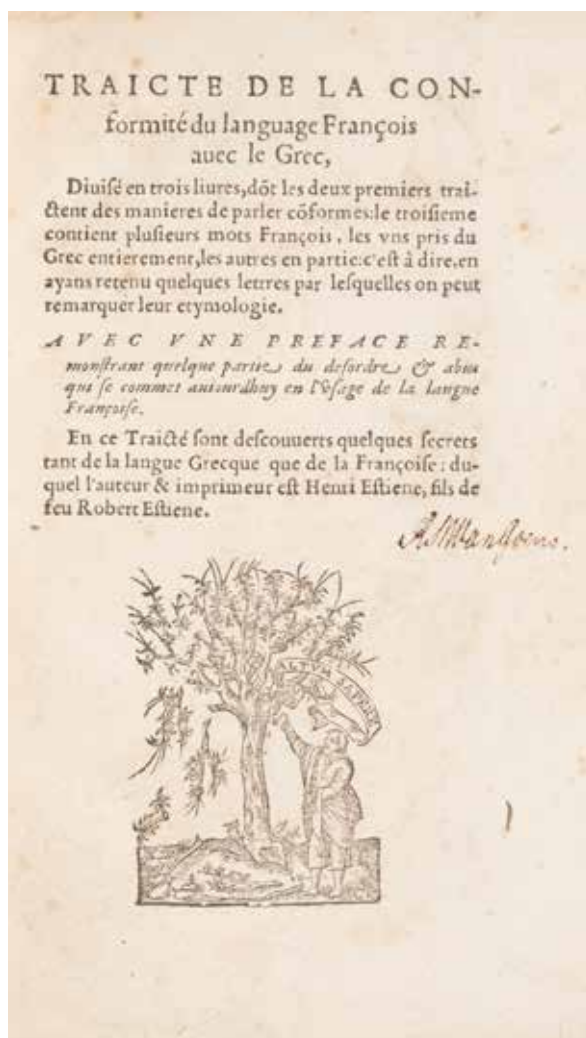 TRAICTE DE LA CON-
formité du language François
auec le Grec,
Diuisé en trois liures, dõt les deux premiers trai-
ctent des manieres de parler cõformes: le troisieme
contient plusieurs mots François, les vns pris du
Grec entierement, les autres en partie: c'est à dire, en
ayans retenu quelques lettres par lesquelles on peut
remarquer leur etymologie.
AVEC VNE PREFACE RE-
monstrant quelque partie du desordre & abus
qui se commet auiourdhuy en l'vsage de la langue
Françoise.
En ce Traicté sont descouuerts quelques secrets
tant de la langue Grecque que de la Françoise: du-
quel l'auteur & imprimeur est Henri Estiene, fils de
feu Robert Estiene.
ALTVM SAPERE